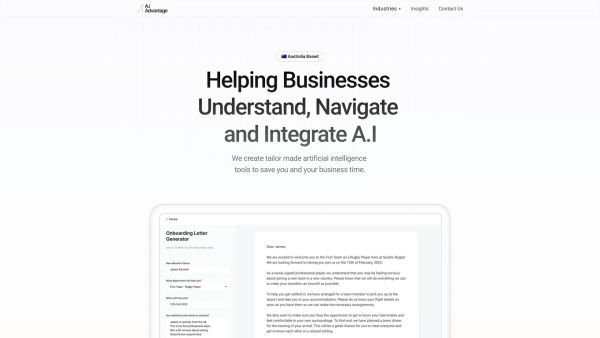 A.I
Advantage
Industries
Insights
Contact Us
Australia Based
Helping Businesses
Understand, Navigate
and Integrate A.I
We create tailor made artificial intelligence
tools to save you and your business time.
Home
Onboarding Letter
Generator
New Member Name
James Kennett
What department will they join?
First Team - Rugby Player
When will they join?
12th Feb 2023
Any additional information to mention?
Dear James,
We are excited to welcome you to the First Team as a Rugby Player here at Seattle Rugby!
We are looking forward to having you join us on the 12th of February, 2023.
As a newly signed professional player, we understand that you may be feeling nervous
about joining a new team in a new country. Please know that we will do everything we can
to make your transition as smooth as possible.
To help you get settled in, we have arranged for a team member to pick you up at the
airport and take you to your accommodation. Please let us know your flight details as
soon as you have them so we can make the necessary arrangements.
We also want to make sure you have the opportunity to get to know your teammates and
feel comfortable in your new surroundings. To that end, we have planned a team dinner
for the evening of your arrival. This will be a great chance for you to meet everyone and
get to know each other in a relaxed setting.